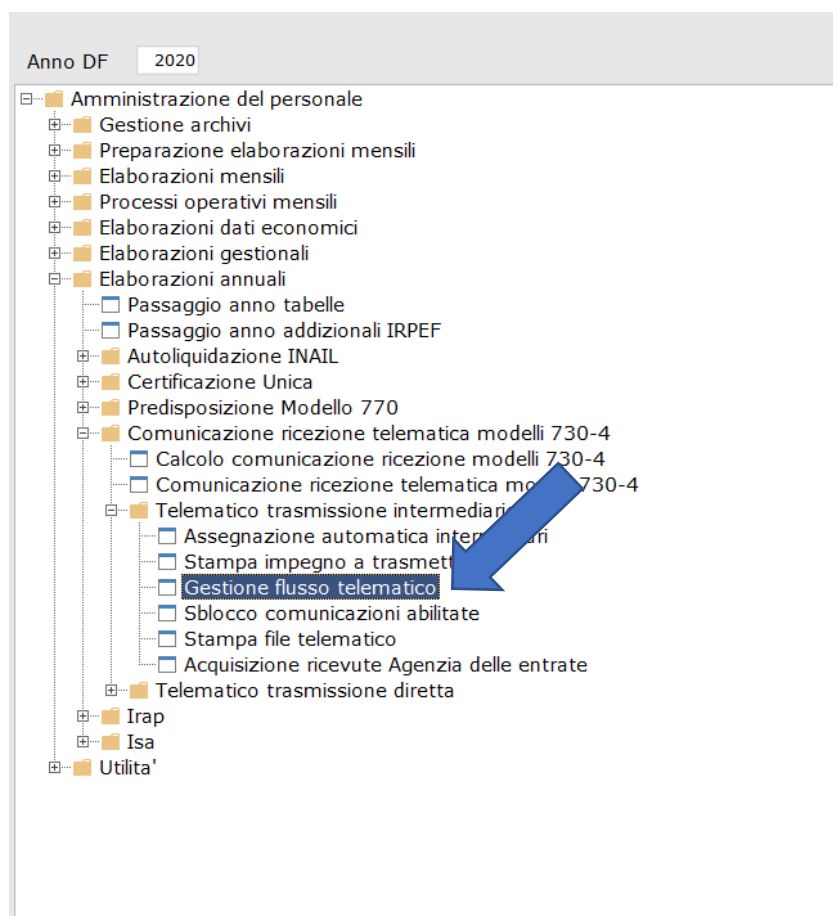 Anno DF 2020
Amministrazione del personale
Gestione archivi
Preparazione elaborazioni mensili
Elaborazioni mensili
Processi operativi mensili
Elaborazioni dati economici
Elaborazioni gestionali
Elaborazioni annuali
Passaggio anno tabelle
Passaggio anno addizionali IRPEF
Autoliquidazione INAIL
Certificazione Unica
Predisposizione Modello 770
Comunicazione ricezione telematica modelli 730-4
Calcolo comunicazione ricezione modelli 730-4
Comunicazione ricezione telematica 730-4
Telematico trasmissione
Assegnazione automatica
Stampa impegno a
Gestione flusso telematico
Sblocco comunicazioni abilitate
Stampa file telematico
Acquisizione ricevute Agenzia delle entrate
Telematico trasmissione diretta
Irap
Isa
Utilita'